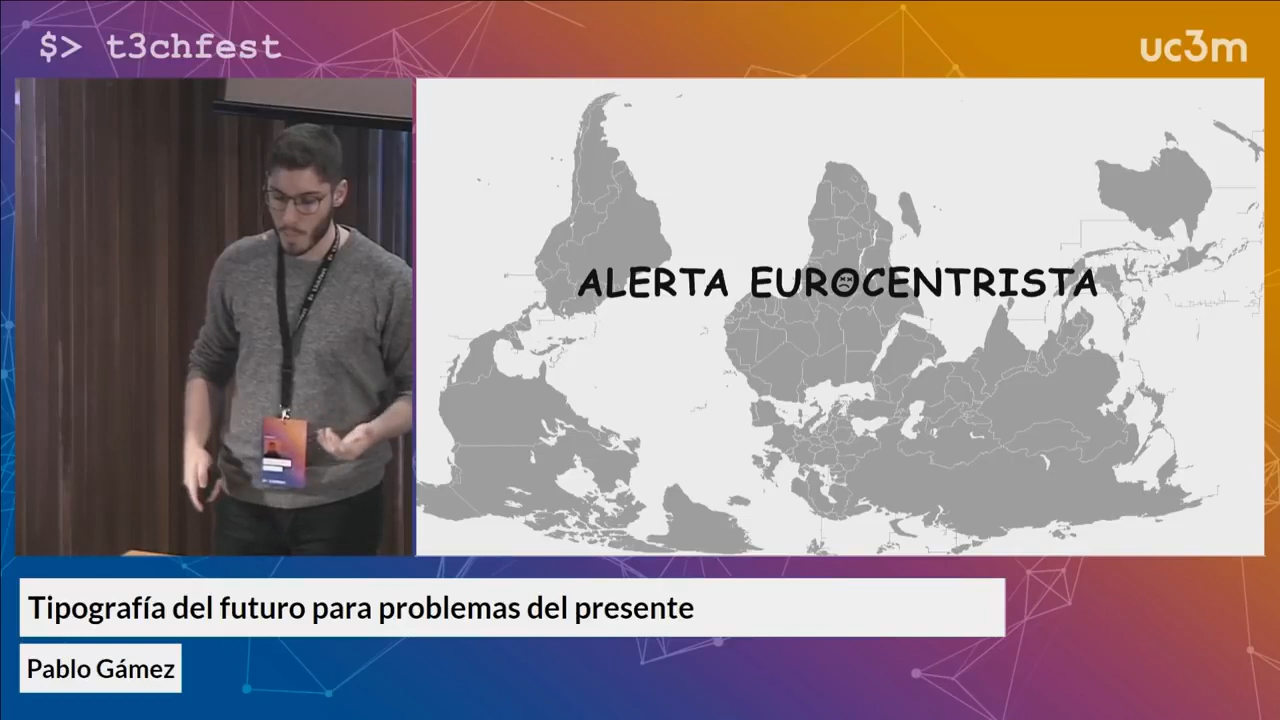 $> t3chfest
uc3m
ALERTA EUROCENTRISTA
Tipografía del futuro para problemas del presente
Pablo Gámez